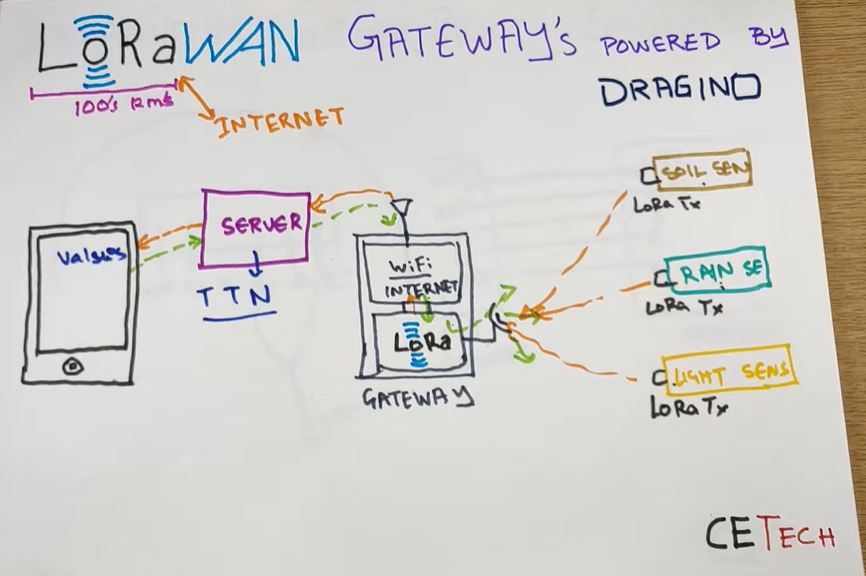 LoRaWAN GATEWAY's POWERED BY
DRAGINO
100's kms
INTERNET
SOIL SEN
LoRa Tx
SERVER
Values
WiFi
INTERNET
RAIN SE
LoRa Tx
TTN
LoRa
LIGHT SENS
LoRa Tx
GATEWAY
CETECH